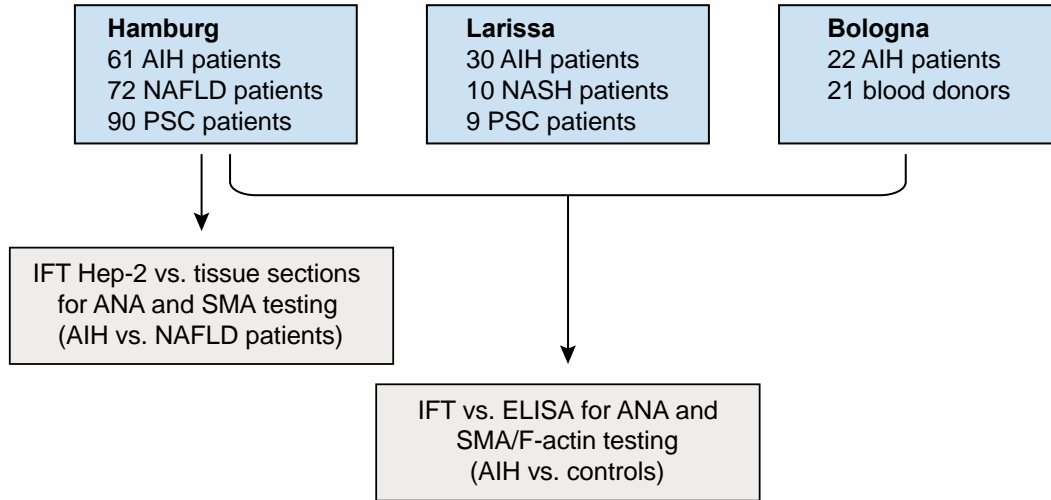 Hamburg
61 AIH patients
72 NAFLD patients
90 PSC patients
Larissa
30 AIH patients
10 NASH patients
9 PSC patients
Bologna
22 AIH patients
21 blood donors
IFT Hep-2 vs. tissue sections
for ANA and SMA testing
(AIH vs. NAFLD patients)
IFT vs. ELISA for ANA and
SMA/F-actin testing
(AIH vs. controls)